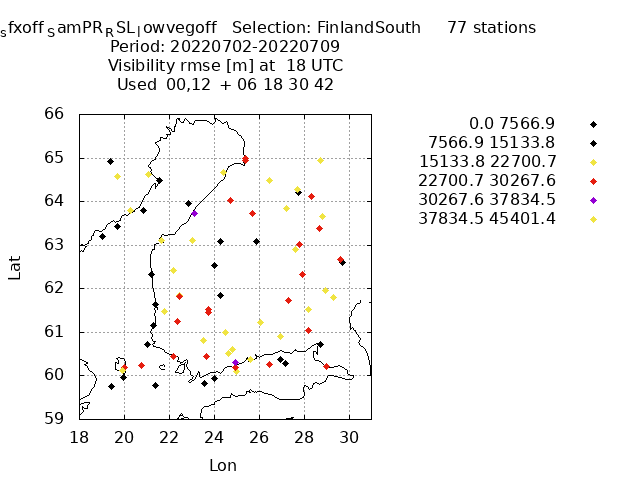 sfxoff SamPRRSLlowvegoff Selection: FinlandSouth 77 stations
Period: 20220702-20220709
Visibility rmse [m] at 18 UTC
Used 00,12 + 06 18 30 42
0.0 7566.9
7566.9 15133.8
15133.8 22700.7
22700.7 30267.6
30267.6 37834.5
37834.5 45401.4
66
65
64
63
62
61
60
59
Lat
18 20 22 24 26 28 30
Lon